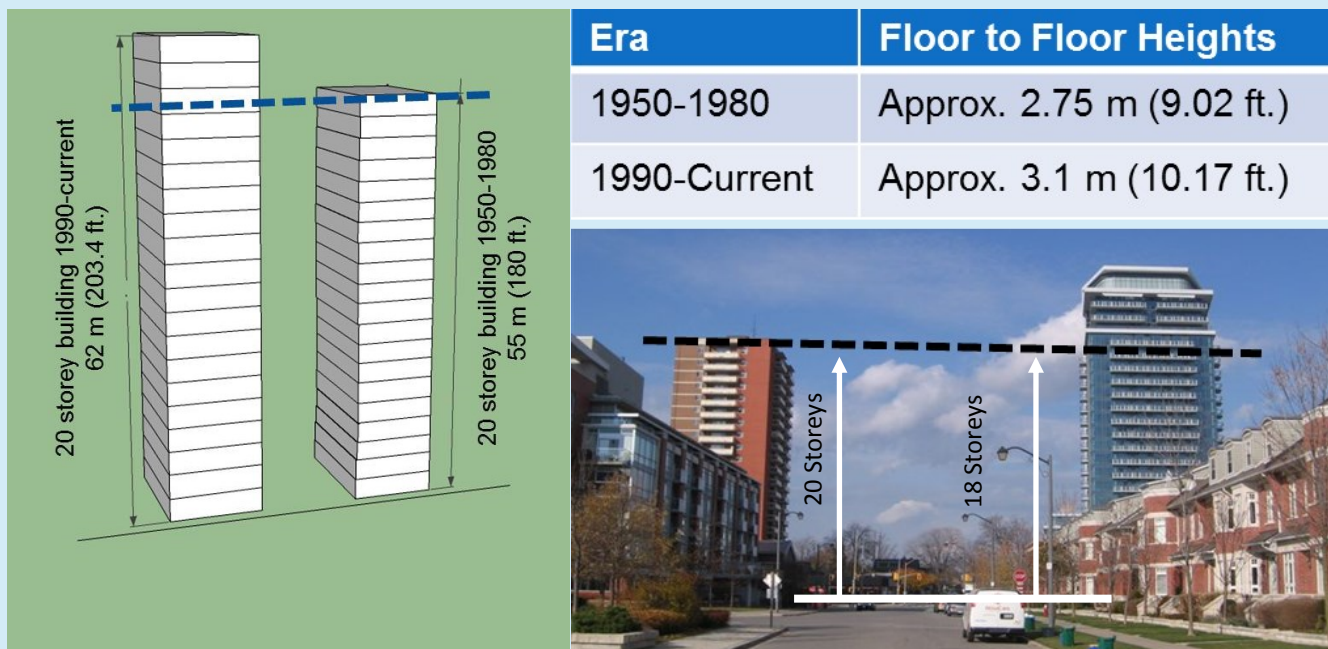 20 storey building 1990-current
62 m (203.4 ft.)
20 storey building 1950-1980
55 m (180 ft.)
Era Floor to Floor Heights
1950-1980 Approx. 2.75 m (9.02 ft.)
1990-Current Approx. 3.1 m (10.17 ft.)
20 Storeys
18 Storeys